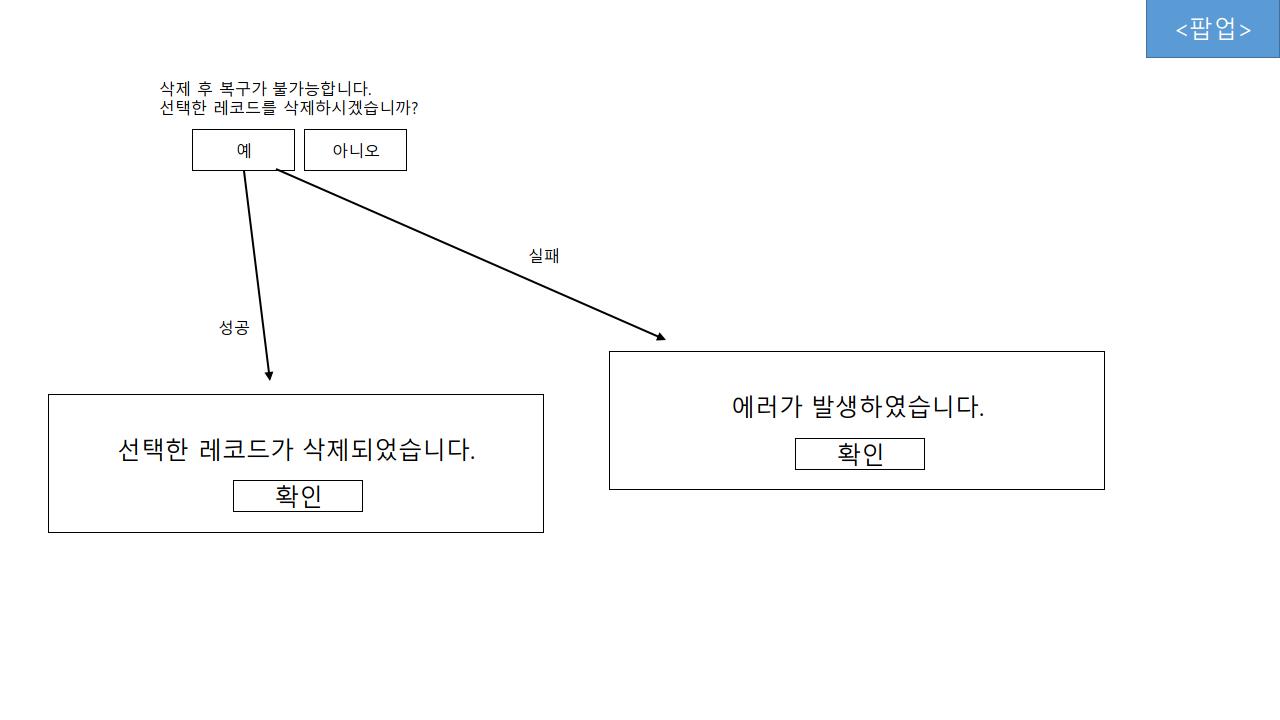 <팝업>
삭제 후 복구가 불가능합니다.
선택한 레코드를 삭제하시겠습니까?
예
아니오
실패
성공
에러가 발생하였습니다.
확인
선택한 레코드가 삭제되었습니다.
확인